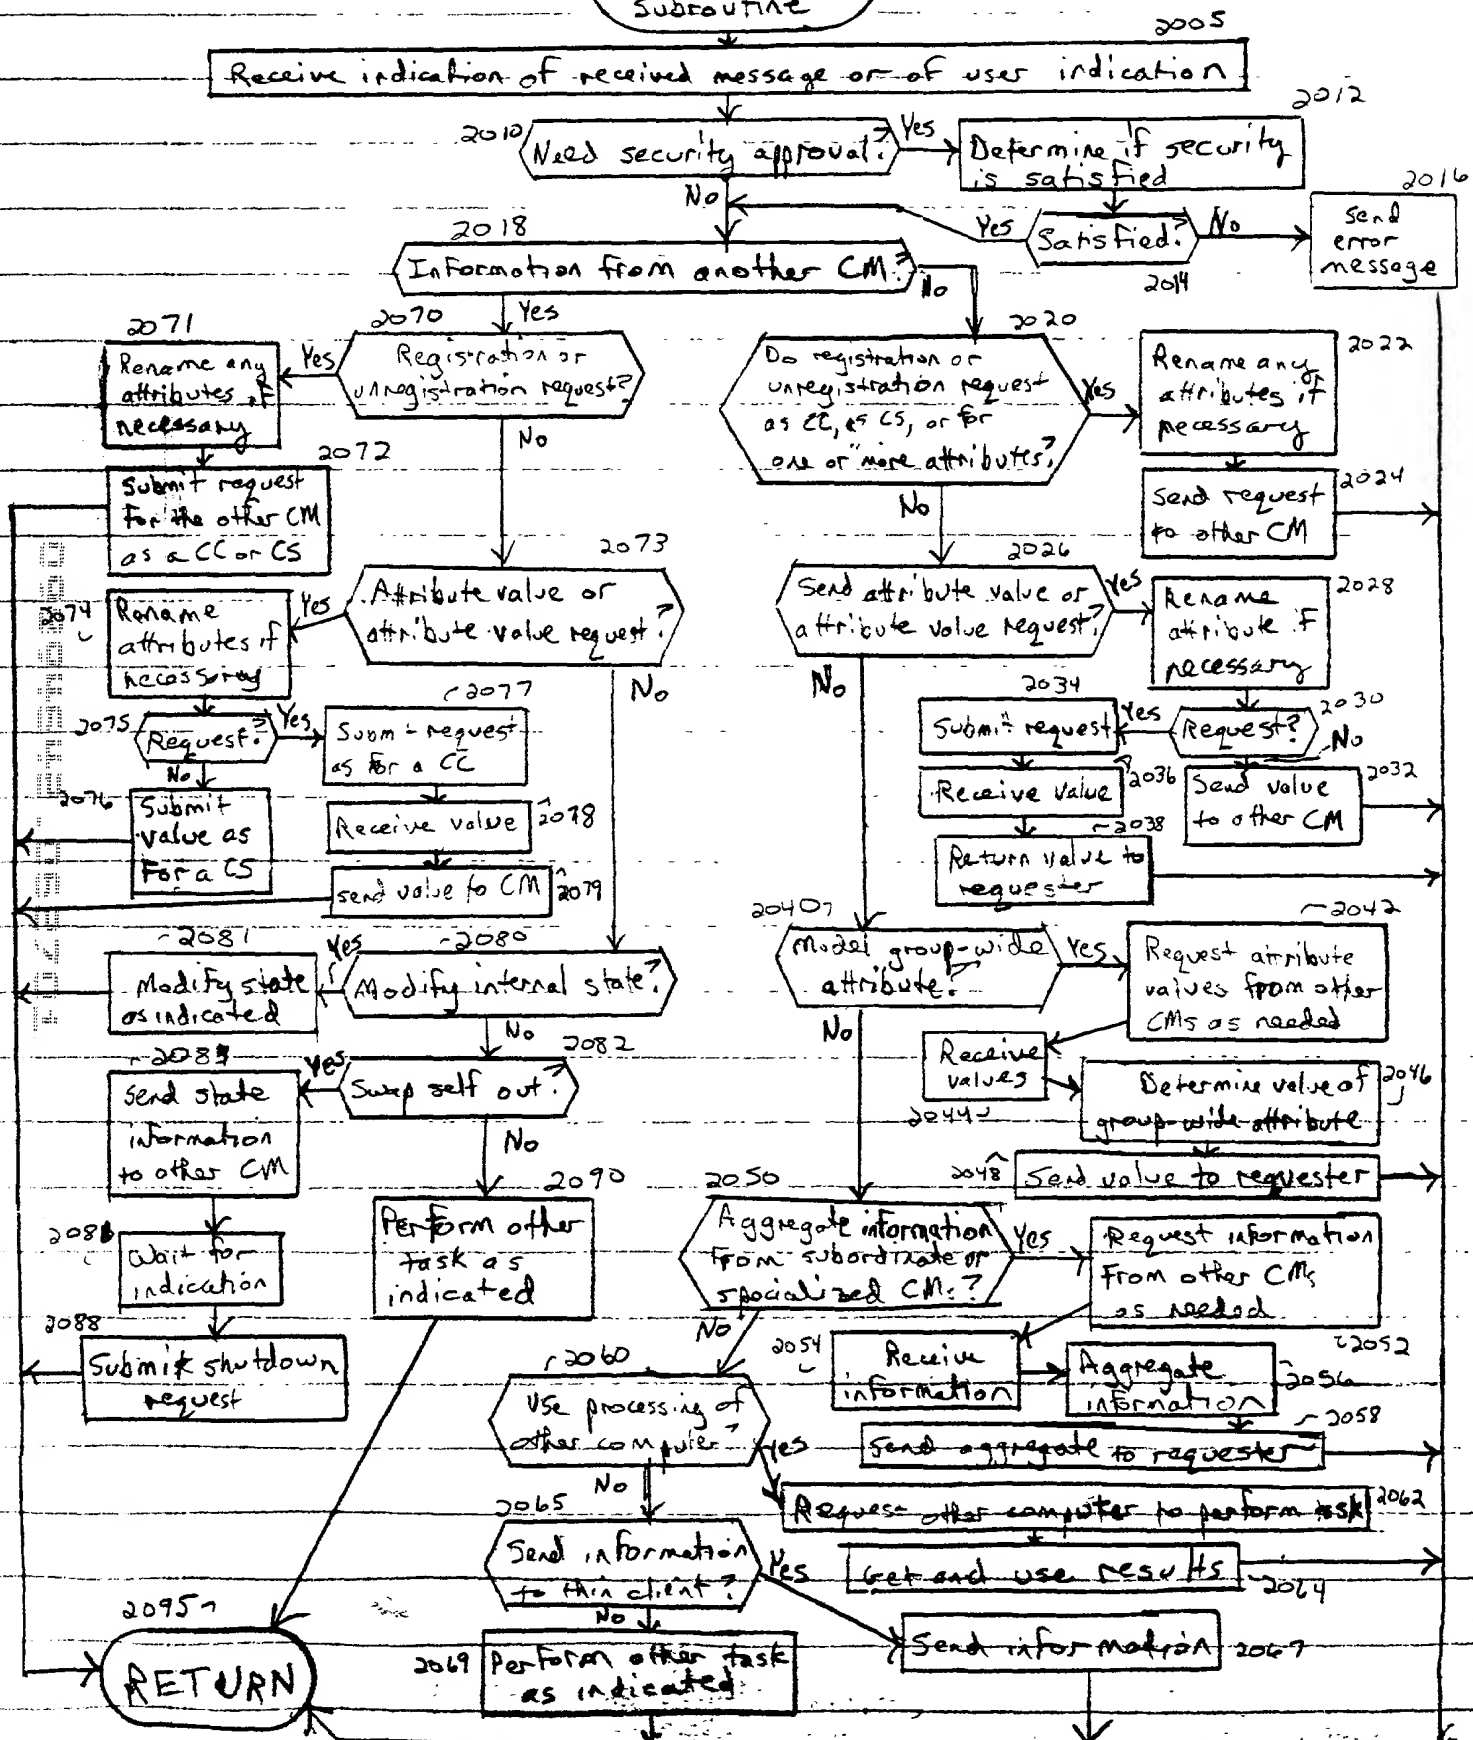 Subroutine
2005
Receive indication of received message or of user indication
2010
Need security approval?
Yes
No
2012
Determine if security
is satisfied
Satisfied?
Yes
No
2014
2016
Send
error
message
2018
Information from another CM?
Yes
No
2070
Registration or
unregistration request?
Yes
No
2071
Rename any
attributes if
necessary
2072
Submit request
for the other CM
as a CC or CS
2073
Attribute value or
attribute value request?
Yes
No
2074
Rename
attributes if
necessary
2075
Request?
Yes
No
2076
Submit
value as
for a CS
2077
Submit request
as for a CC
2078
Receive value
2079
send value to CM
2080
Modify internal state?
Yes
No
2081
Modify state
as indicated
2082
Swap self out?
Yes
No
Send state
information
to other CM
Wait for
indication
2088
Submit shutdown
request
2090
Perform other
task as
indicated
2020
Do registration or
unregistration request
as CC, as CS, or for
one or more attributes?
Yes
No
2022
Rename any
attributes if
necessary
2024
Send request
to other CM
2026
Send attribute value or
attribute value request?
Yes
No
2028
Rename
attribute if
necessary
2030
Request?
Yes
No
2032
Send value
to other CM
2034
Submit request
2036
Receive value
2038
Return value to
requester
2040
Model group-wide
attribute?
Yes
No
2042
Request attribute
values from other
CMs as needed
2044
Receive
values
2046
Determine value of
group-wide attribute
2048
Send value to requester
2050
Aggregate information
from subordinate or
specialized CMs?
Yes
No
2052
Request information
from other CMs
as needed
2054
Receive
information
2056
Aggregate
information
2058
Send aggregate to requester
2060
Use processing of
other computer?
Yes
No
2062
Request other computer to perform task
2064
Get and use results
2065
Send information
to thin client?
Yes
No
2067
Send information
2069
Perform other task
as indicated
2095
RETURN